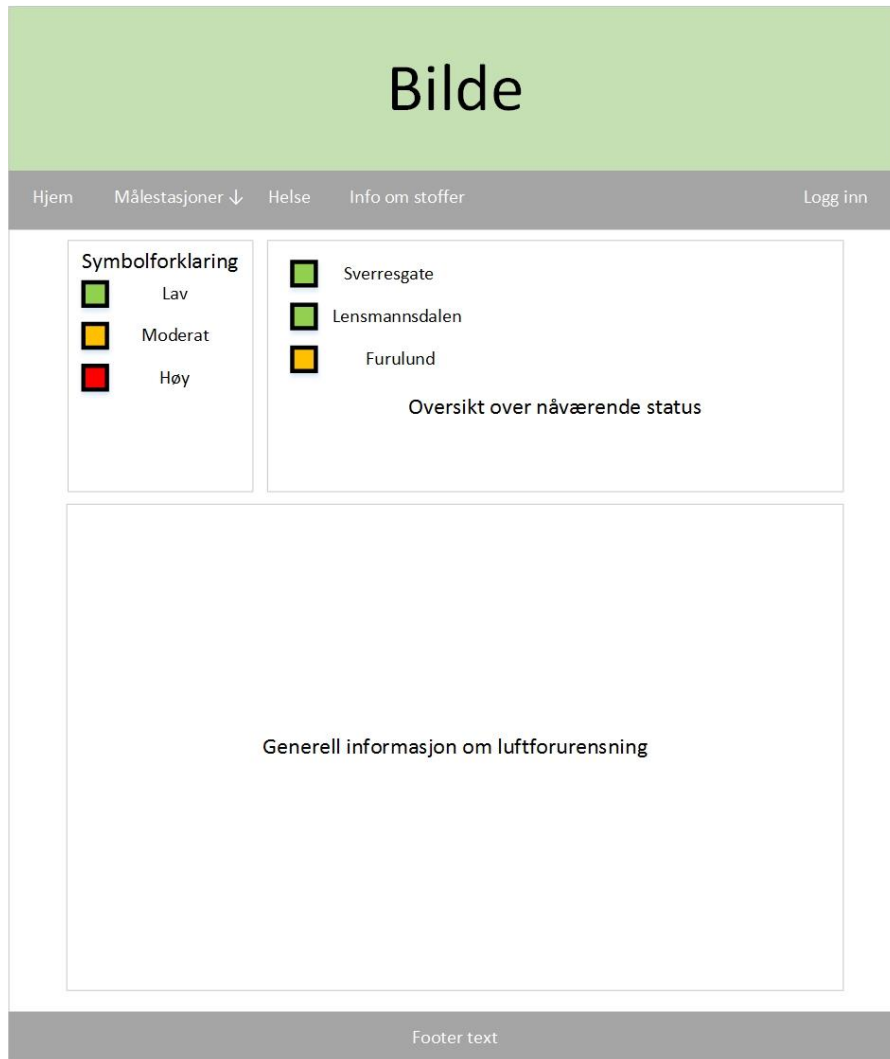 Bilde
Hjem Målestasjoner ↓ Helse Info om stoffer Logg inn
Symbolforklaring
Lav
Moderat
Høy
Sverresgate
Lensmannsdalen
Furulund
Oversikt over nåværende status
Generell informasjon om luftforurensning
Footer text